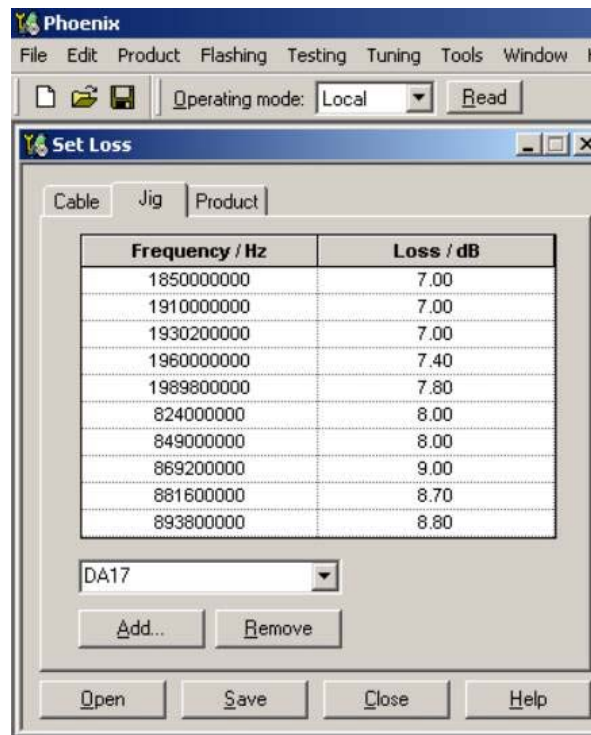 Phoenix
File Edit Product Flashing Testing Tuning Tools Window
Operating mode: Local Read
Set Loss
Cable Jig Product
Frequency / Hz Loss / dB
1850000000 7.00
1910000000 7.00
1930200000 7.00
1960000000 7.40
1989800000 7.80
824000000 8.00
849000000 8.00
869200000 9.00
881600000 8.70
893800000 8.80
DA17
Add... Remove
Open Save Close Help